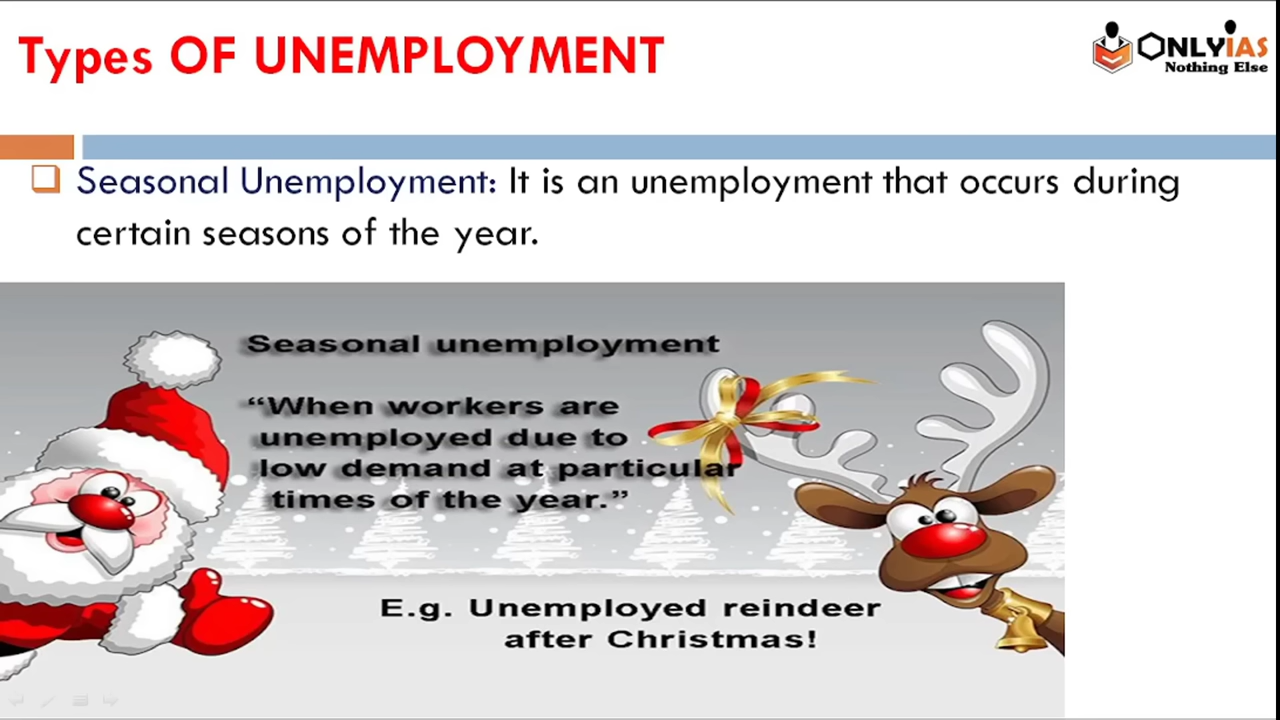 Types OF UNEMPLOYMENT
ONLYIAS
Nothing Else
Seasonal Unemployment: It is an unemployment that occurs during
certain seasons of the year.
Seasonal unemployment
“When workers are
unemployed due to
low demand at particular
times of the year.”
E.g. Unemployed reindeer
after Christmas!